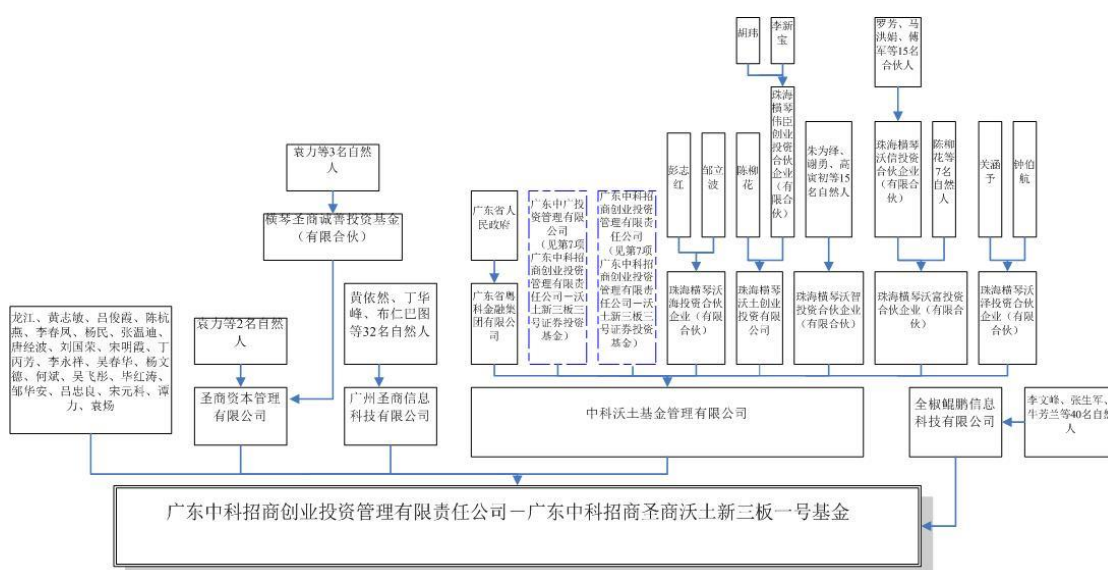 胡玮
李新
宝
罗芳、马
洪娟、傅
军等15名
合伙人
袁力等3名自然
人
横琴圣商诚善投资基金
（有限合伙）
广东省人
民政府
广东中广投
资管理有限
公司
（见第7项
广东中科招
商创业投资
管理有限责
任公司－沃
土新三板三
号证券投资
基金）
广东中科招
商创业投资
管理有限责
任公司
（见第7项
广东中科招
商创业投资
管理有限责
任公司－沃
土新三板三
号证券投资
基金）
彭志
红
邹立
波
陈柳
花
珠海
横琴
伟臣
创业
投资
合伙
企业
（有
限合
伙）
朱为绎、
谢勇、高
寅初等15
名自然人
珠海横琴
沃信投资
合伙企业
（有限合
伙）
陈柳
花等
7名
自然
人
关涵
予
钟伯
航
广东省粤
科金融集
团有限公
司
珠海横琴沃
海投资合伙
企业（有限
合伙）
珠海横琴
沃土创业
投资有限
公司
珠海横琴沃智
投资合伙企业
（有限合伙）
珠海横琴沃富投资
合伙企业（有限合
伙）
珠海横琴沃
泽投资合伙
企业（有限
合伙）
龙江、黄志敏、吕俊霞、陈杭
燕、李春凤、杨民、张温迪、
唐经波、刘国荣、宋明霞、丁
丙芳、李永祥、吴春华、杨文
德、何斌、吴飞彤、毕红涛、
邹华安、吕忠良、宋元科、谭
力、袁炀
袁力等2名自然
人
黄依然、丁华
峰、布仁巴图
等32名自然人
圣商资本管理
有限公司
广州圣商信息
科技有限公司
中科沃土基金管理有限公司
全椒鲲鹏信息
科技有限公司
李文峰、张生军、
牛芳兰等40名自然
人
广东中科招商创业投资管理有限责任公司－广东中科招商圣商沃土新三板一号基金